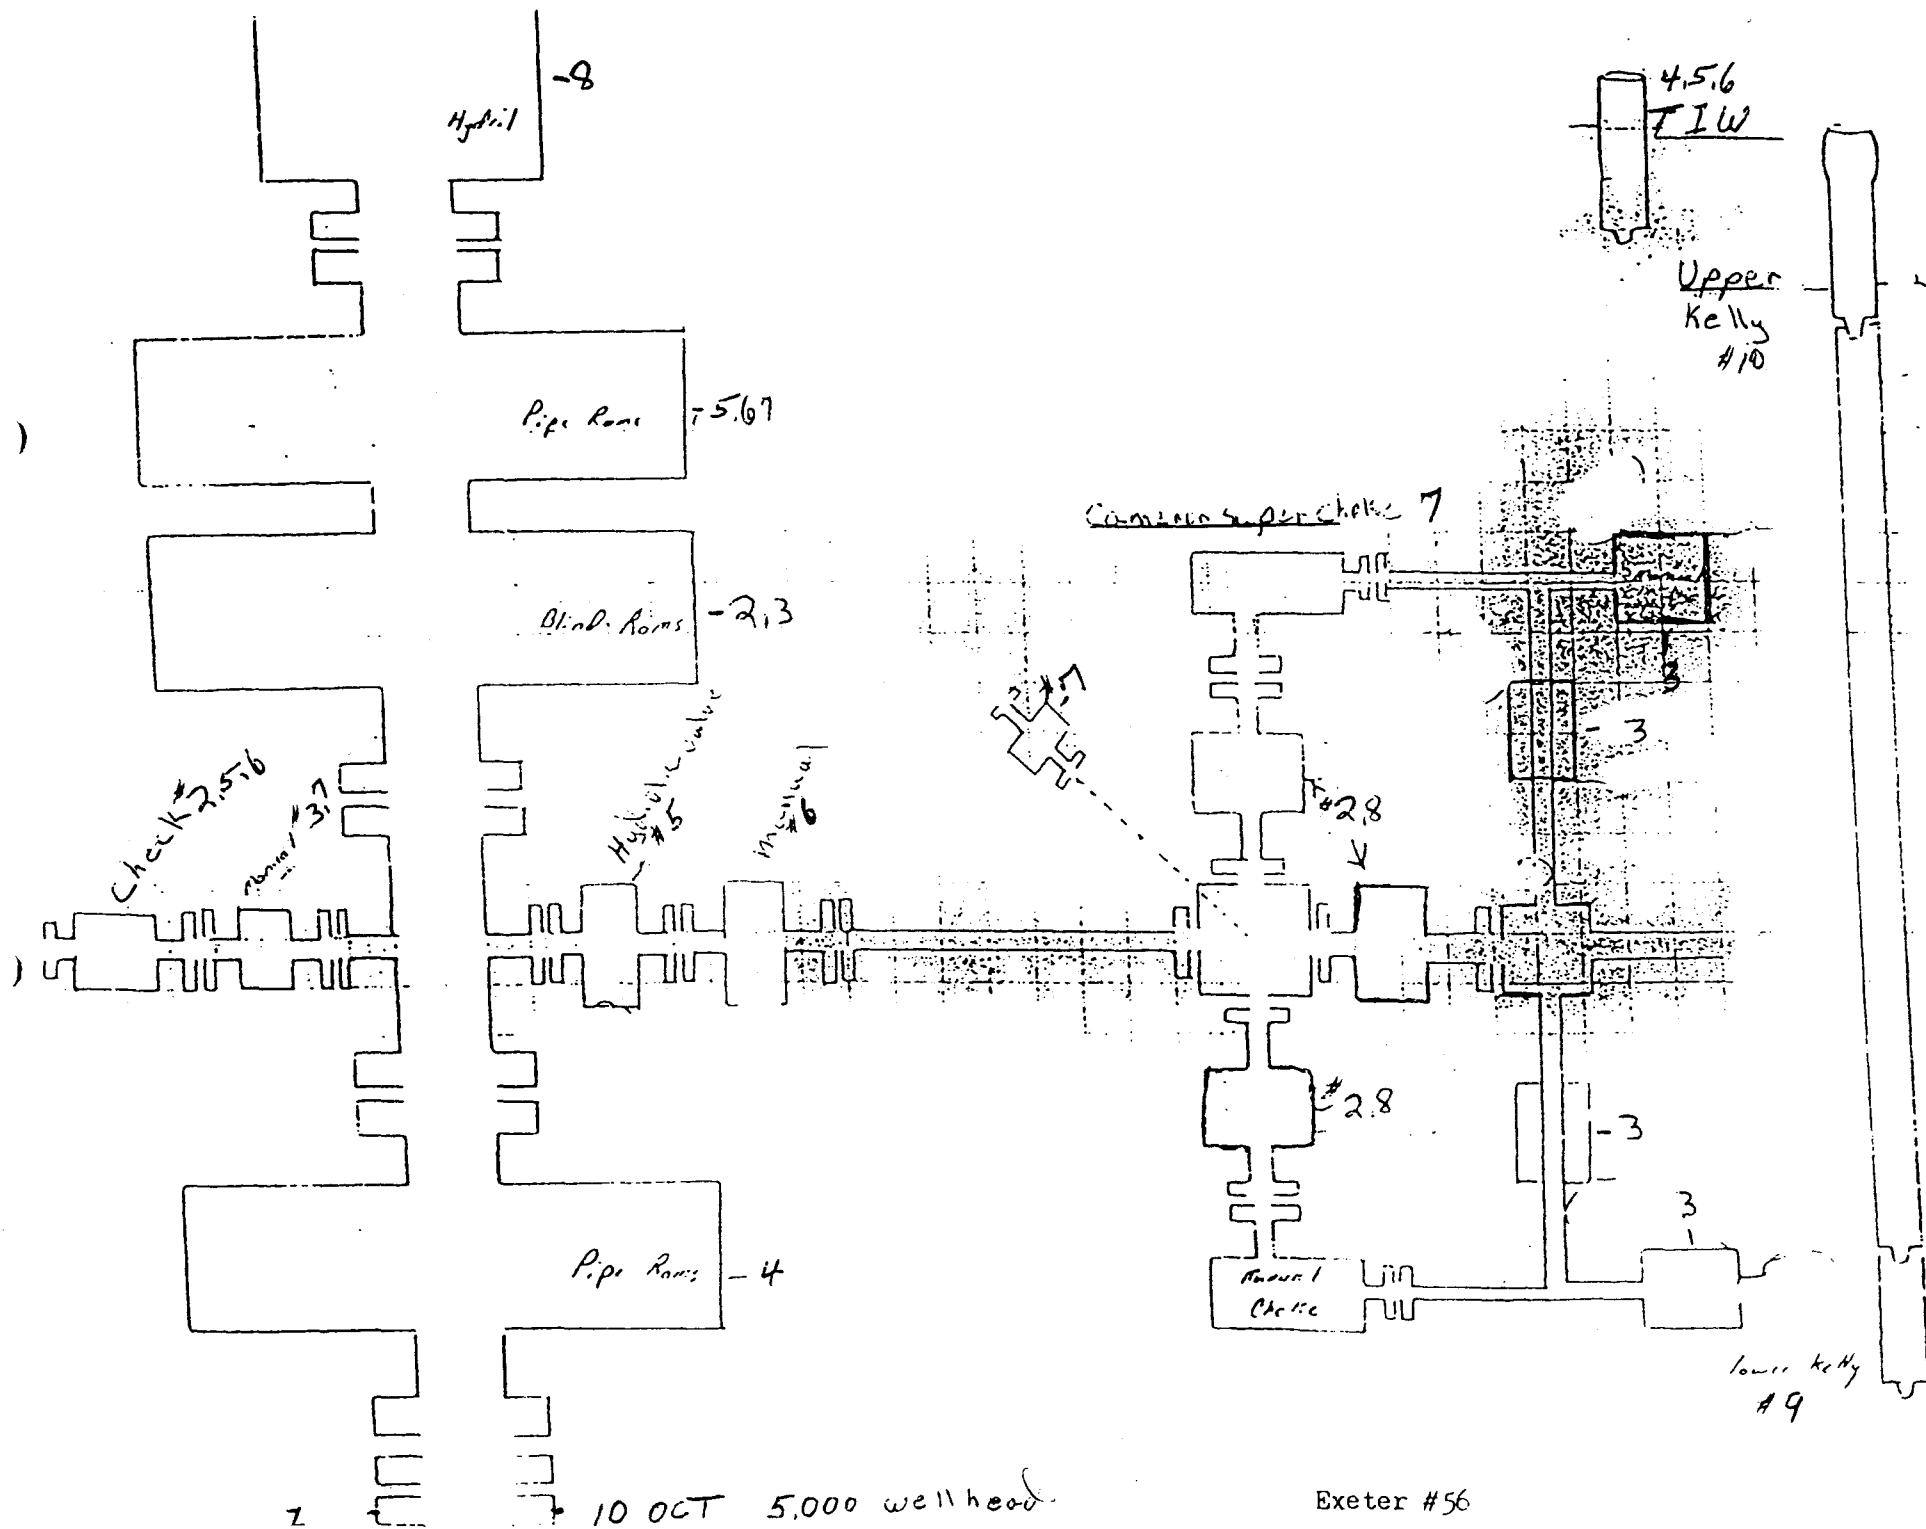 -8
Hydril
4,5,6
TIW
Upper
Kelly
#10
Pipe Rams
-5,6,7
Cameron Super Choke 7
Blind Rams
-2,3
3
-3
#7
Check #2,5,6
Manual #3,7
Hydraulic valve
#5
manual
#6
#2,8
#2,8
-3
3
Pipe Rams
-4
Manual
Choke
lower Kelly
#9
10 OCT 5,000 wellhead
Exeter #56